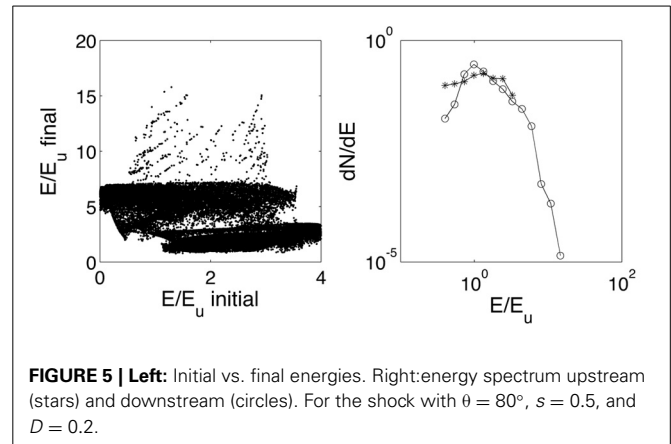 20
15
10
5
0
E/E_u final
0
2
4
E/E_u initial
10^0
10^-5
dN/dE
10^0
10^2
E/E_u
FIGURE 5 | Left: Initial vs. final energies. Right:energy spectrum upstream
(stars) and downstream (circles). For the shock with θ = 80°, s = 0.5, and
D = 0.2.